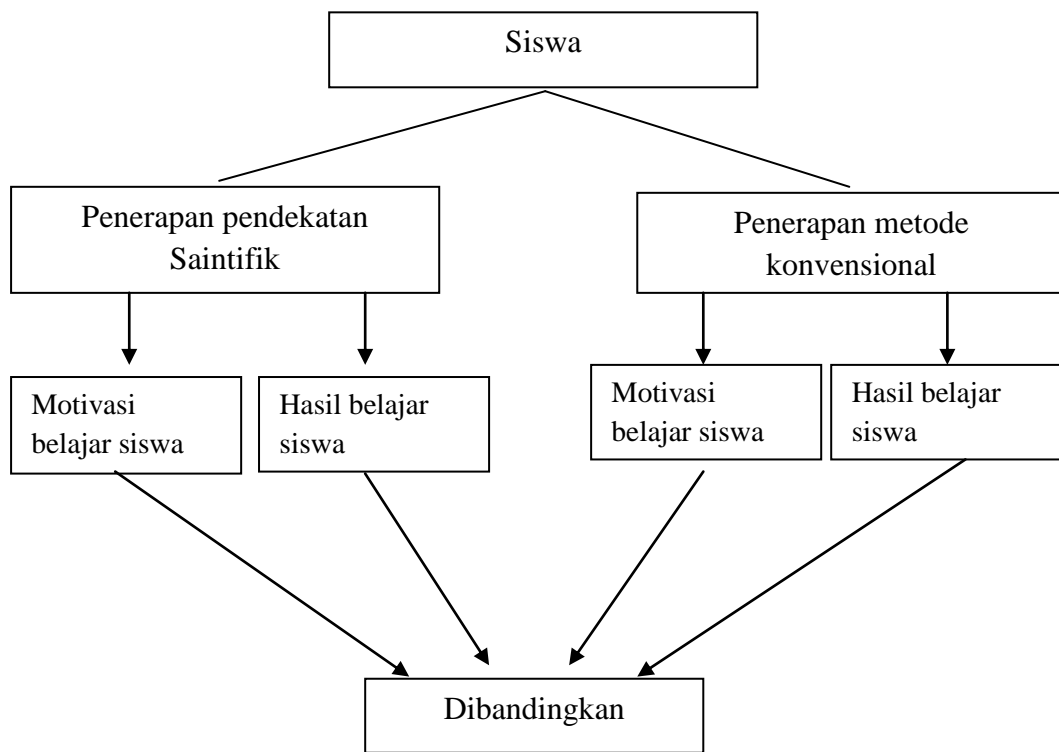 Siswa
Penerapan pendekatan
Saintifik
Penerapan metode
konvensional
Motivasi
belajar siswa
Hasil belajar
siswa
Motivasi
belajar siswa
Hasil belajar
siswa
Dibandingkan